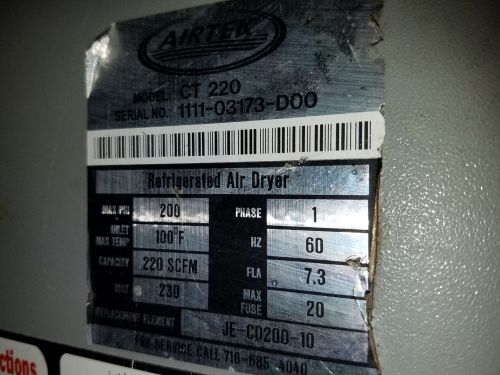 AIRTEK
MODEL: CT 220
SERIAL NO.: 1111-03173-D00
Refrigerated Air Dryer
MAX PSI 200 PHASE 1
INLET MAX TEMP 100°F HZ 60
CAPACITY 220 SCFM FLA 7.3
VOLT 230 MAX FUSE 20
REPLACEMENT ELEMENT JE-C0200-10
FOR SERVICE CALL 716-685-4040